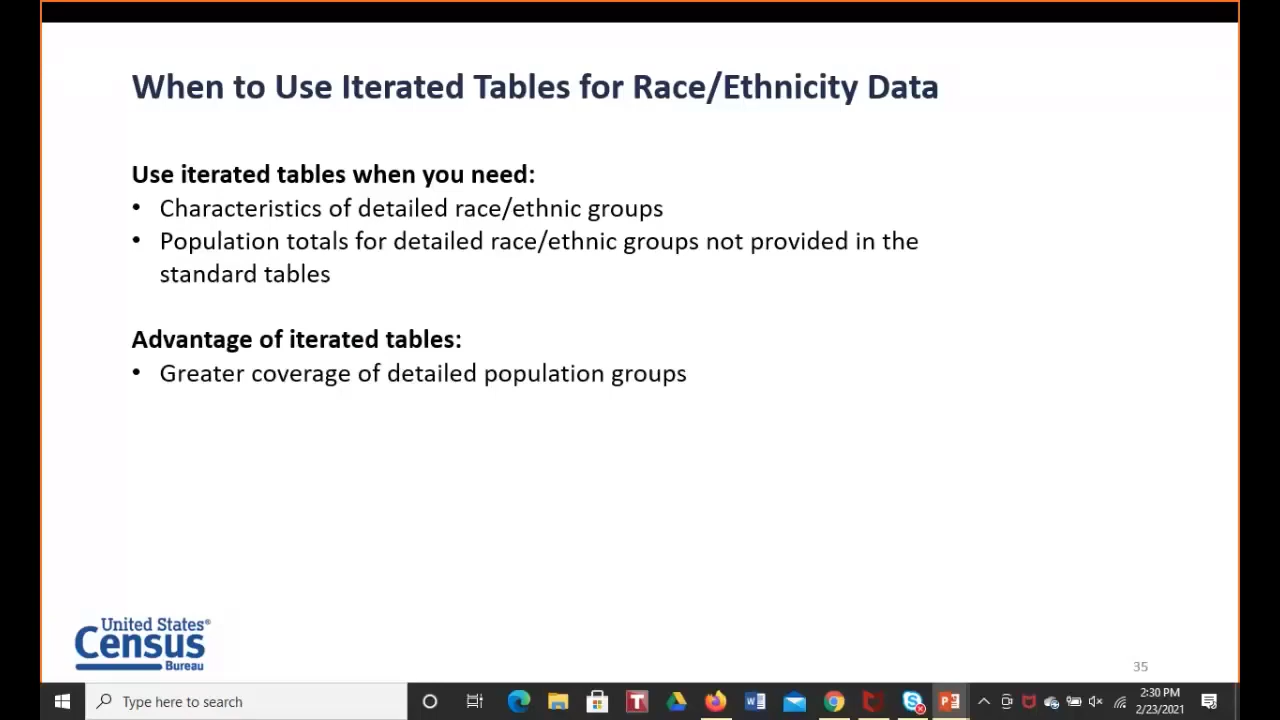 When to Use Iterated Tables for Race/Ethnicity Data
Use iterated tables when you need:
• Characteristics of detailed race/ethnic groups
• Population totals for detailed race/ethnic groups not provided in the
standard tables
Advantage of iterated tables:
• Greater coverage of detailed population groups
United States®
Census
Bureau
35
Type here to search
2:30 PM
2/23/2021